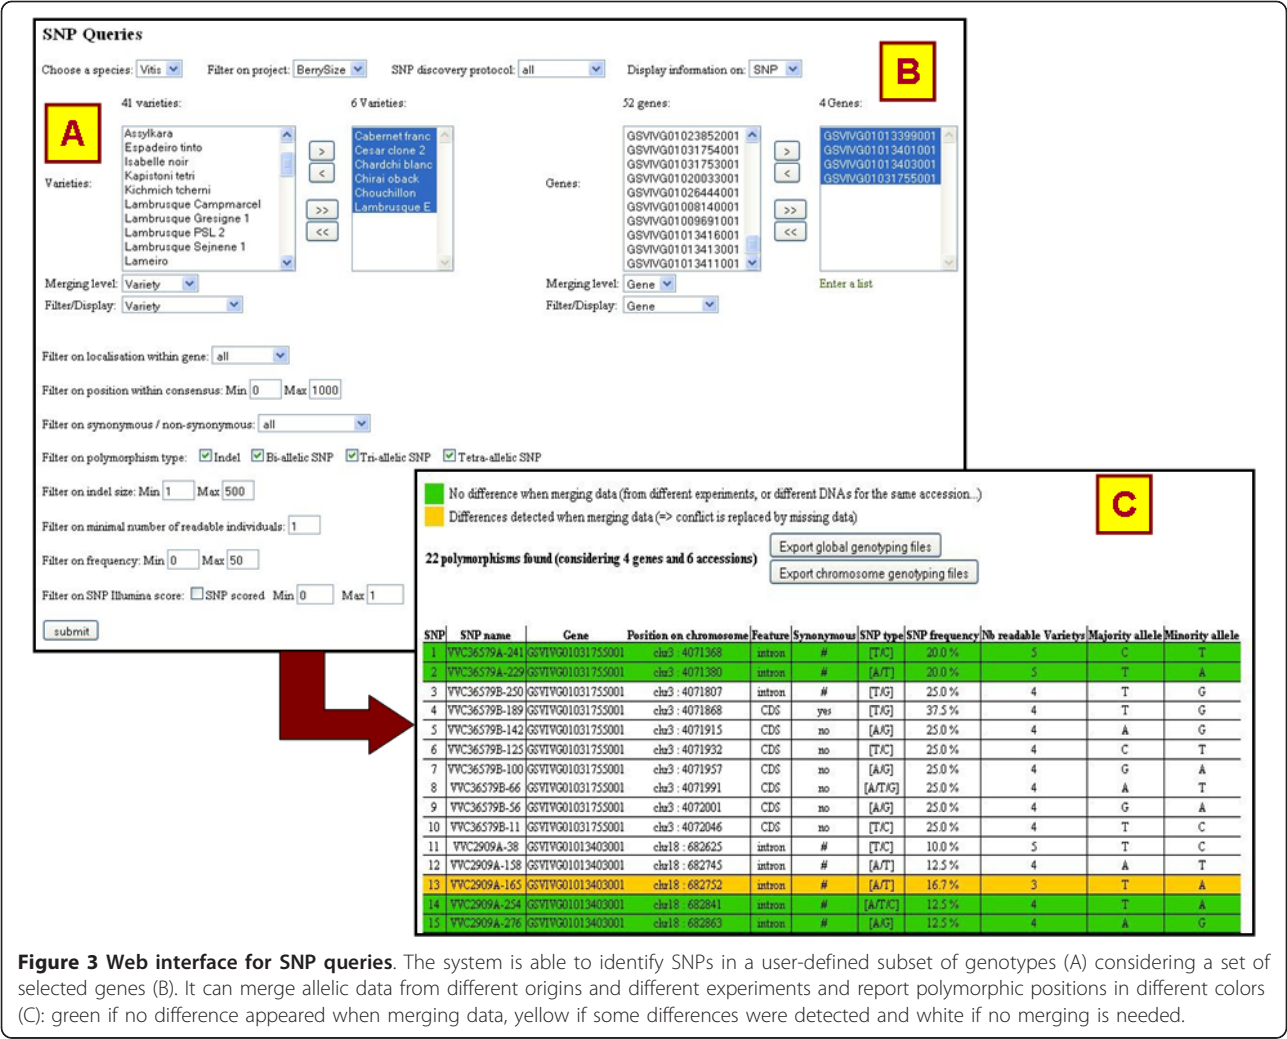 SNP Queries
Choose a species: Vitis Filter on project: BerrySize SNP discovery protocol: all Display information on: SNP
B
41 varieties: 6 Varieties: 52 genes: 4 Genes:
A
Varieties:
Assylkara
Espadeiro tinto
Isabelle noir
Kapistoni tetri
Kichmich tcherni
Lambrusque Campmarcel
Lambrusque Gresigne 1
Lambrusque PSL 2
Lambrusque Sejnene 1
Lameiro
>
<
>>
<<
Cabernet franc
Cesar clone 2
Chardchi blanc
Chirai oback
Chouchillon
Lambrusque E
Genes:
GSVIVG01023852001
GSVIVG01031754001
GSVIVG01031753001
GSVIVG01020033001
GSVIVG01026444001
GSVIVG01008140001
GSVIVG01009691001
GSVIVG01013416001
GSVIVG01013413001
GSVIVG01013411001
>
<
>>
<<
GSVIVG01013399001
GSVIVG01013401001
GSVIVG01013403001
GSVIVG01031755001
Merging level: Variety Merging level: Gene Enter a list
Filter/Display: Variety Filter/Display: Gene
Filter on localisation within gene: all
Filter on position within consensus: Min 0 Max 1000
Filter on synonymous / non-synonymous: all
Filter on polymorphism type: Indel Bi-allelic SNP Tri-allelic SNP Tetra-allelic SNP
Filter on indel size: Min 1 Max 500
Filter on minimal number of readable individuals: 1
Filter on frequency: Min 0 Max 50
Filter on SNP Illumina score: SNP scored Min 0 Max 1
submit
C
No difference when merging data (from different experiments, or different DNAs for the same accession...)
Differences detected when merging data (=> conflict is replaced by missing data)
22 polymorphisms found (considering 4 genes and 6 accessions)
Export global genotyping files
Export chromosome genotyping files
SNP SNP name Gene Position on chromosome Feature Synonymous SNP type SNP frequency Nb readable Varietys Majority allele Minority allele
1 VVC36579A-241 GSVIVG01031755001 chr3 : 4071368 intron # [T/C] 20.0 % 5 C T
2 VVC36579A-229 GSVIVG01031755001 chr3 : 4071380 intron # [A/T] 20.0 % 5 T A
3 VVC36579B-250 GSVIVG01031755001 chr3 : 4071807 intron # [T/G] 25.0 % 4 T G
4 VVC36579B-189 GSVIVG01031755001 chr3 : 4071868 CDS yes [T/G] 37.5 % 4 T G
5 VVC36579B-142 GSVIVG01031755001 chr3 : 4071915 CDS no [A/G] 25.0 % 4 A G
6 VVC36579B-125 GSVIVG01031755001 chr3 : 4071932 CDS no [T/C] 25.0 % 4 C T
7 VVC36579B-100 GSVIVG01031755001 chr3 : 4071957 CDS no [A/G] 25.0 % 4 G A
8 VVC36579B-66 GSVIVG01031755001 chr3 : 4071991 CDS no [A/T/G] 25.0 % 4 A T
9 VVC36579B-56 GSVIVG01031755001 chr3 : 4072001 CDS no [A/G] 25.0 % 4 G A
10 VVC36579B-11 GSVIVG01031755001 chr3 : 4072046 CDS no [T/C] 25.0 % 4 T C
11 VVC2909A-38 GSVIVG01013403001 chr18 : 682625 intron # [T/C] 10.0 % 5 T C
12 VVC2909A-158 GSVIVG01013403001 chr18 : 682745 intron # [A/T] 12.5 % 4 A T
13 VVC2909A-165 GSVIVG01013403001 chr18 : 682752 intron # [A/T] 16.7 % 3 T A
14 VVC2909A-254 GSVIVG01013403001 chr18 : 682841 intron # [A/T/C] 12.5 % 4 T A
15 VVC2909A-276 GSVIVG01013403001 chr18 : 682863 intron # [A/G] 12.5 % 4 A G
Figure 3 Web interface for SNP queries. The system is able to identify SNPs in a user-defined subset of genotypes (A) considering a set of
selected genes (B). It can merge allelic data from different origins and different experiments and report polymorphic positions in different colors
(C): green if no difference appeared when merging data, yellow if some differences were detected and white if no merging is needed.